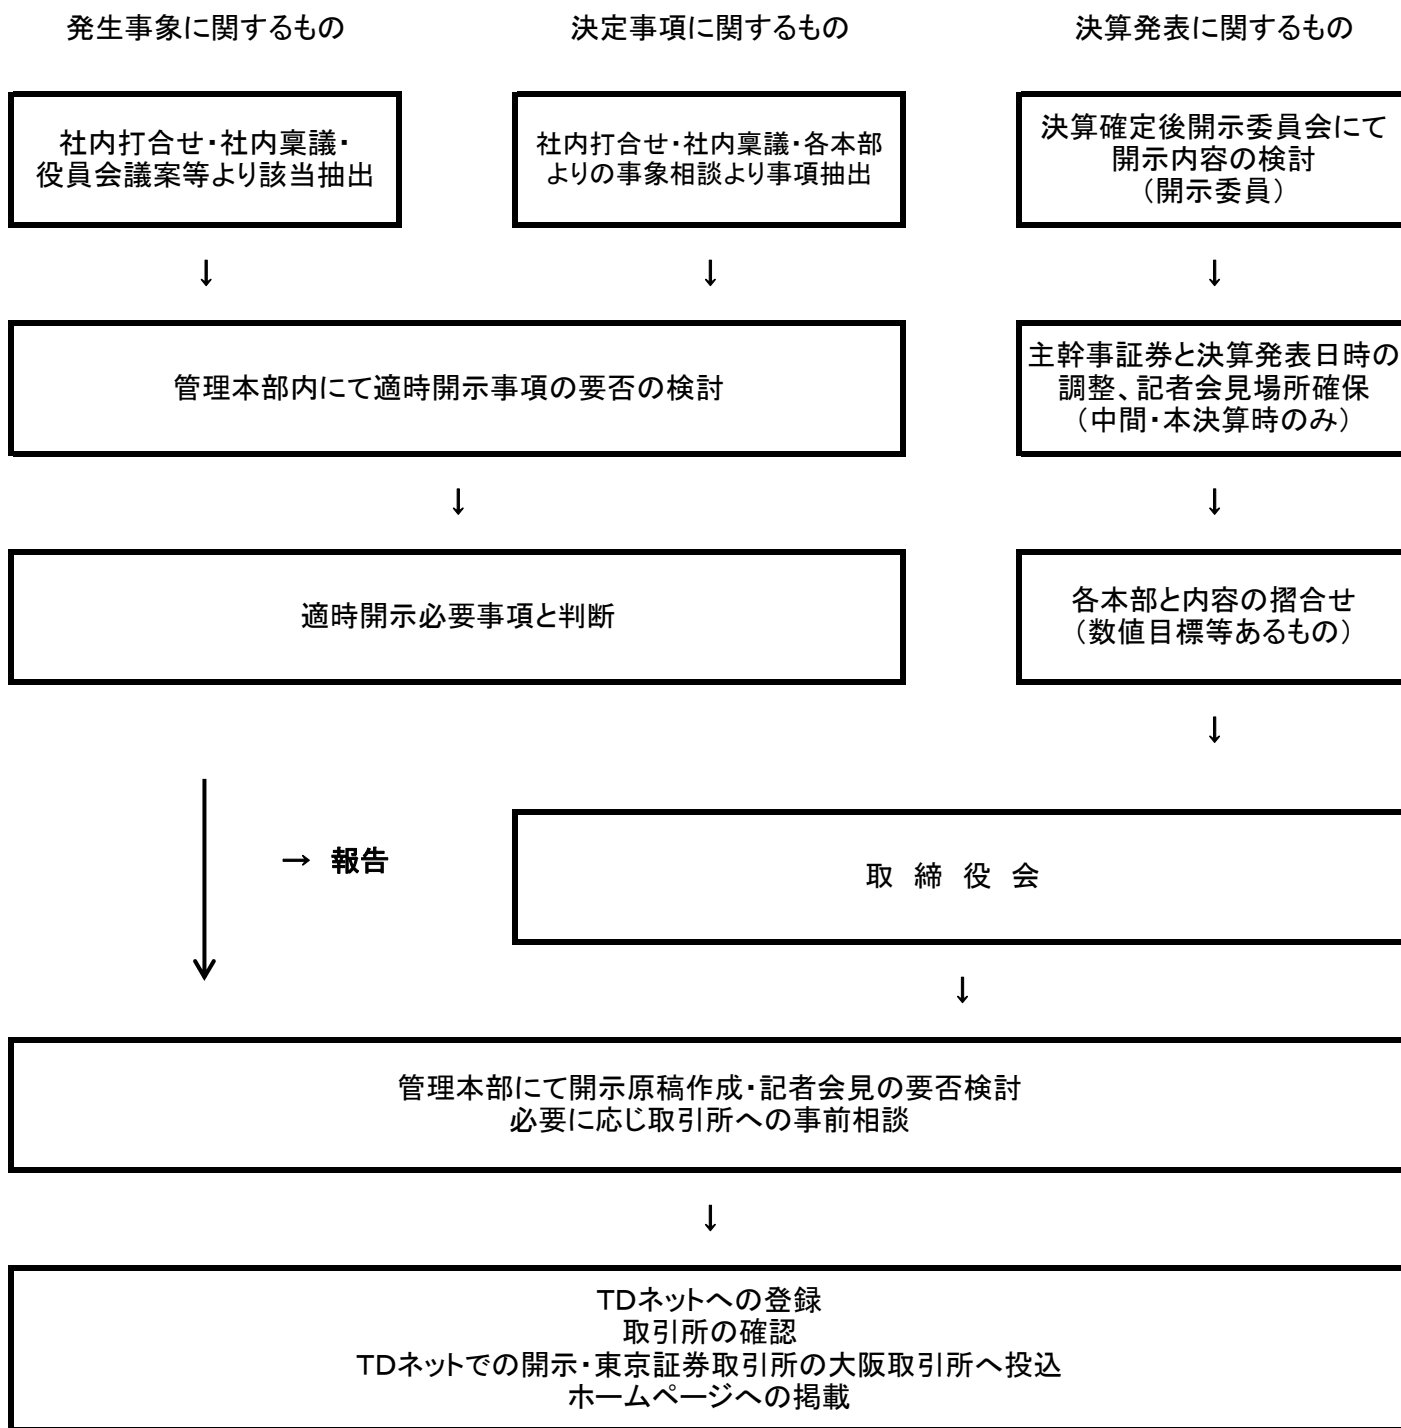 発生事象に関するもの
決定事項に関するもの
決算発表に関するもの
社内打合せ・社内稟議・
役員会議案等より該当抽出
社内打合せ・社内稟議・各本部
よりの事象相談より事項抽出
決算確定後開示委員会にて
開示内容の検討
（開示委員）
↓
↓
↓
管理本部内にて適時開示事項の要否の検討
主幹事証券と決算発表日時の
調整、記者会見場所確保
（中間・本決算時のみ）
↓
↓
適時開示必要事項と判断
各本部と内容の摺合せ
（数値目標等あるもの）
↓
→ 報告
取 締 役 会
↓
管理本部にて開示原稿作成・記者会見の要否検討
必要に応じ取引所への事前相談
↓
TDネットへの登録
取引所の確認
TDネットでの開示・東京証券取引所の大阪取引所へ投込
ホームページへの掲載